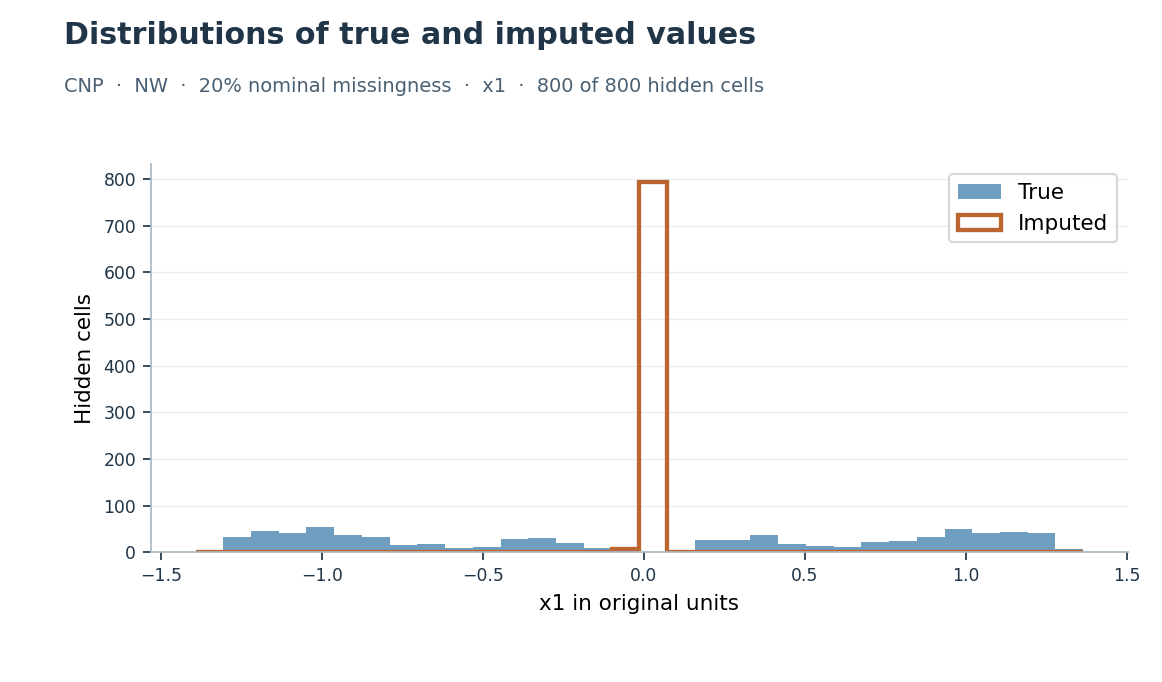 Distributions of true and imputed values
CNP · NW · 20% nominal missingness · x1 · 800 of 800 hidden cells
True
Imputed
Hidden cells
800
700
600
500
400
300
200
100
0
−1.5
−1.0
−0.5
0.0
0.5
1.0
1.5
x1 in original units